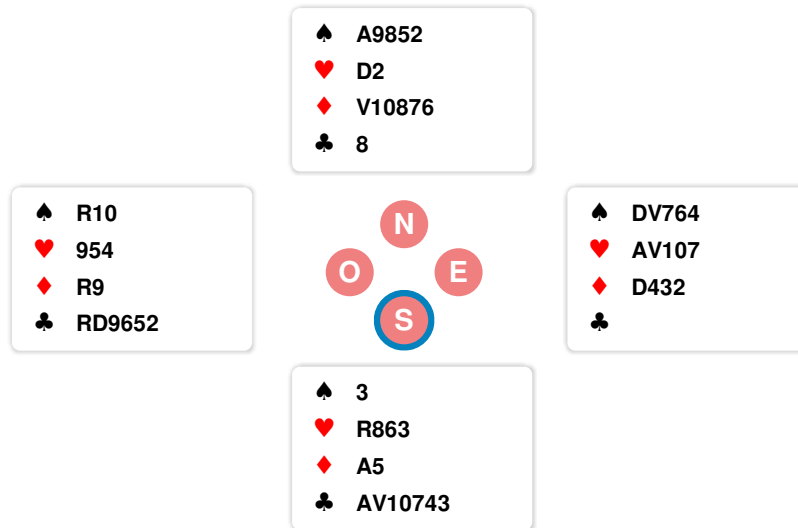 ♠ A9852
♥ D2
♦ V10876
♣ 8
♠ R10
♥ 954
♦ R9
♣ RD9652
N
O
E
S
♠ DV764
♥ AV107
♦ D432
♣
♠ 3
♥ R863
♦ A5
♣ AV10743